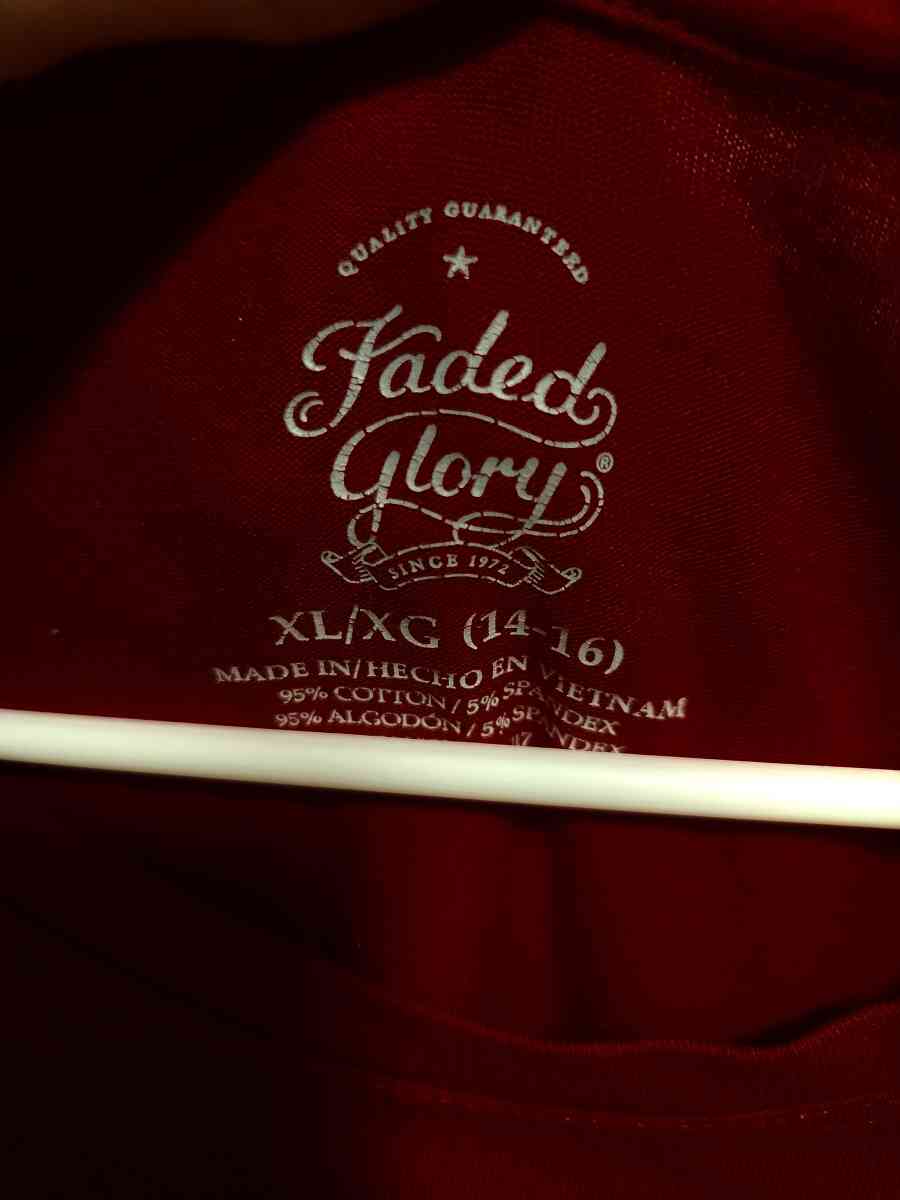 QUALITY GUARANTEED
Faded
Glory®
SINCE 1972
XL/XG (14-16)
MADE IN/HECHO EN VIETNAM
95% COTTON / 5% SPANDEX
95% ALGODÓN / 5% SPANDEX